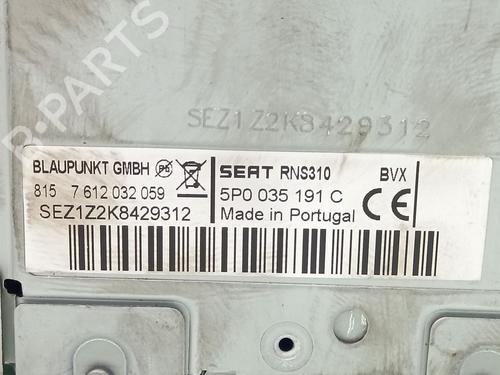 SEZ1Z2K8429312
BLAUPUNKT GMBH Pb SEAT RNS310 BVX
815 7 612 032 059 5P0 035 191 C CE
SEZ1Z2K8429312 Made in Portugal
B-PARTS